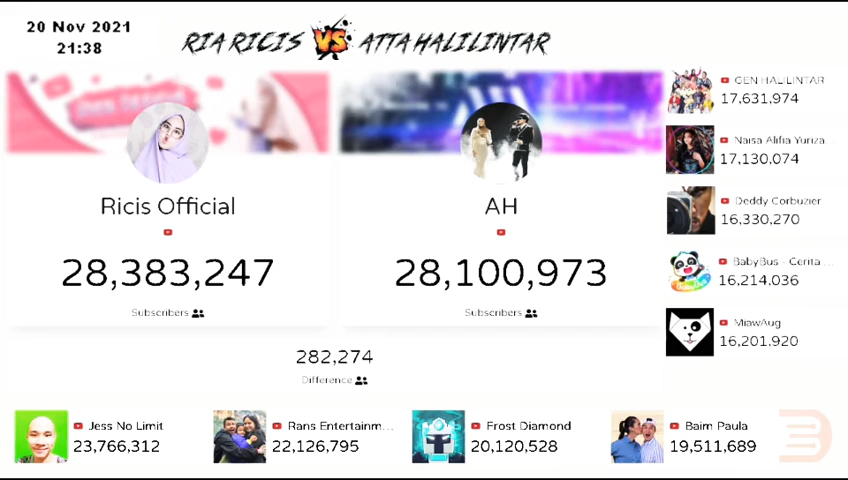 20 Nov 2021
21:38
RIA RICIS VS ATTA HALILINTAR
Ricis Official
28,383,247
Subscribers
AH
28,100,973
Subscribers
282,274
Difference
GEN HALILINTAR
17,631,974
Naisa Alifia Yuriza...
17,130,074
Deddy Corbuzier
16,330,270
BabyBus - Cerita ...
16,214,036
MiawAug
16,201,920
Jess No Limit
23,766,312
Rans Entertainm...
22,126,795
Frost Diamond
20,120,528
Baim Paula
19,511,689